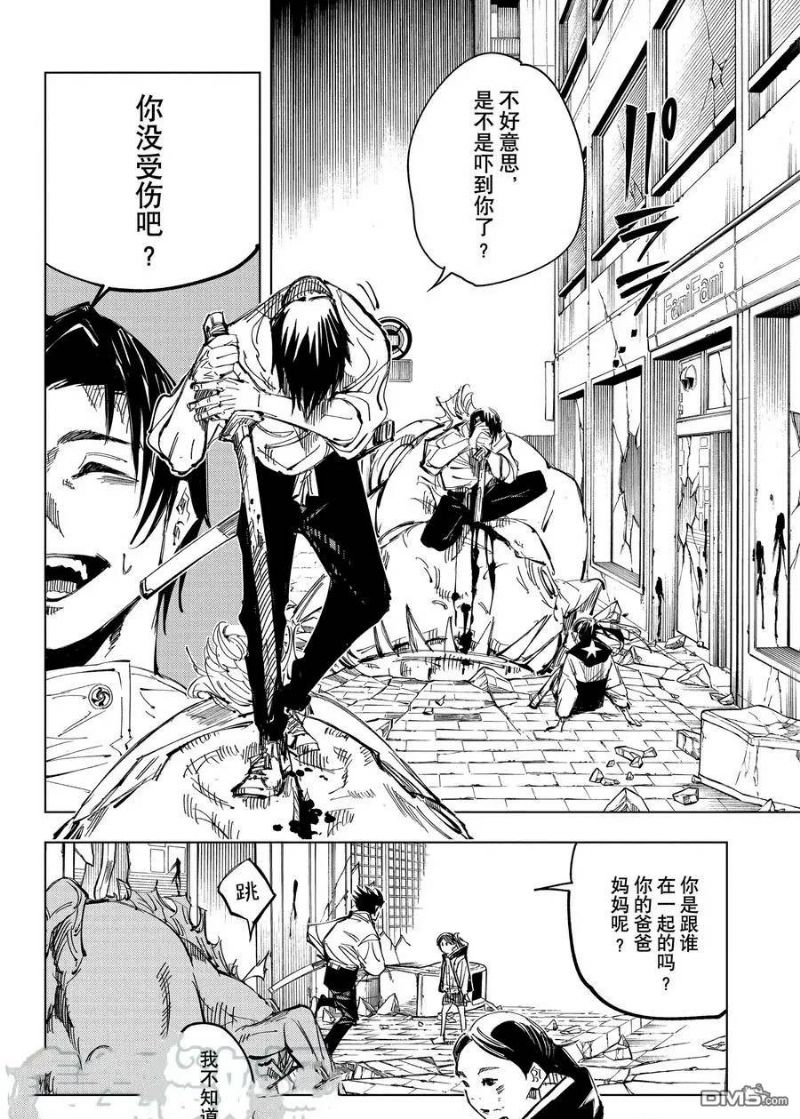 不好意思，
是不是吓到你了？
你没受伤吧？
FamiFami
你是跟谁
在一起的吗？
你的爸爸
妈妈呢？
跳
我不知道
DM5.com